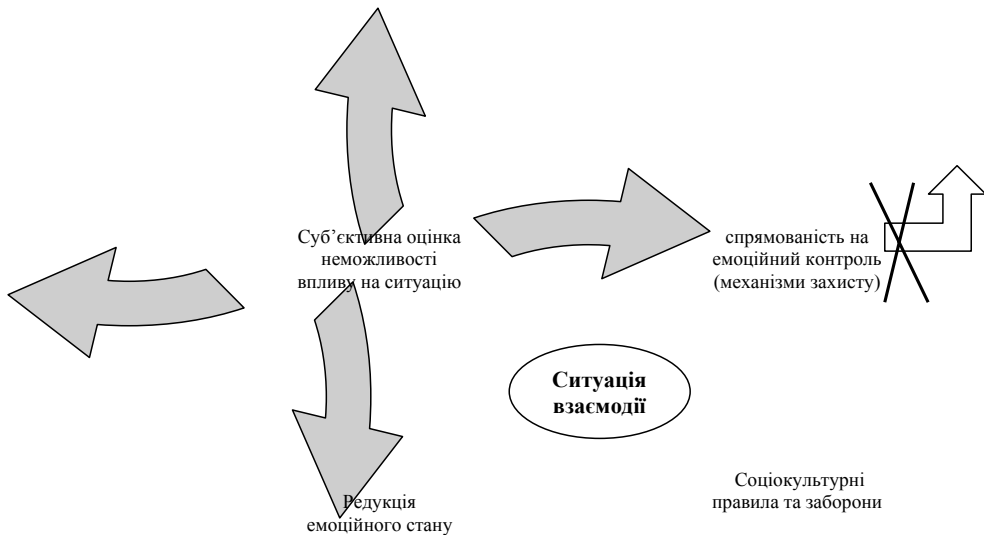 Суб’єктивна оцінка
неможливості
впливу на ситуацію
спрямованість на
емоційний контроль
(механізми захисту)
Ситуація
взаємодії
Редукція
емоційного стану
Соціокультурні
правила та заборони